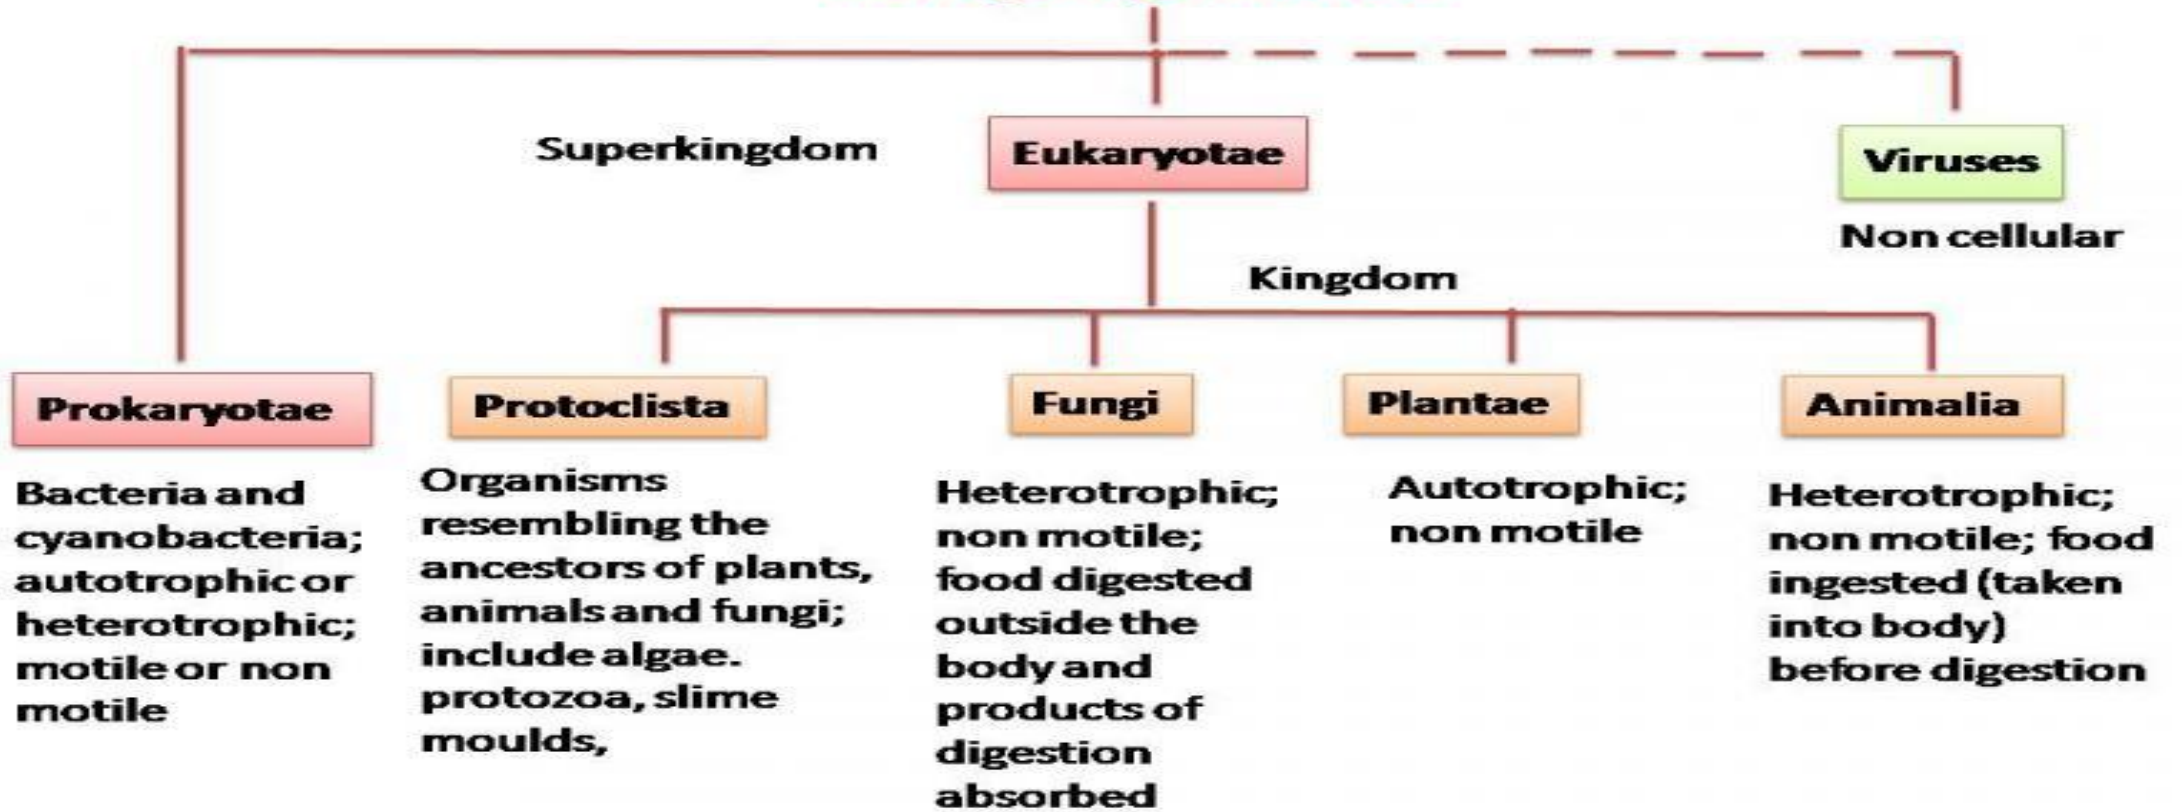 Superkingdom
Eukaryotae
Viruses
Non cellular
Kingdom
Prokaryotae
Bacteria and
cyanobacteria;
autotrophic or
heterotrophic;
motile or non
motile
Protoclista
Organisms
resembling the
ancestors of plants,
animals and fungi;
include algae.
protozoa, slime
moulds,
Fungi
Heterotrophic;
non motile;
food digested
outside the
body and
products of
digestion
absorbed
Plantae
Autotrophic;
non motile
Animalia
Heterotrophic;
non motile; food
ingested (taken
into body)
before digestion